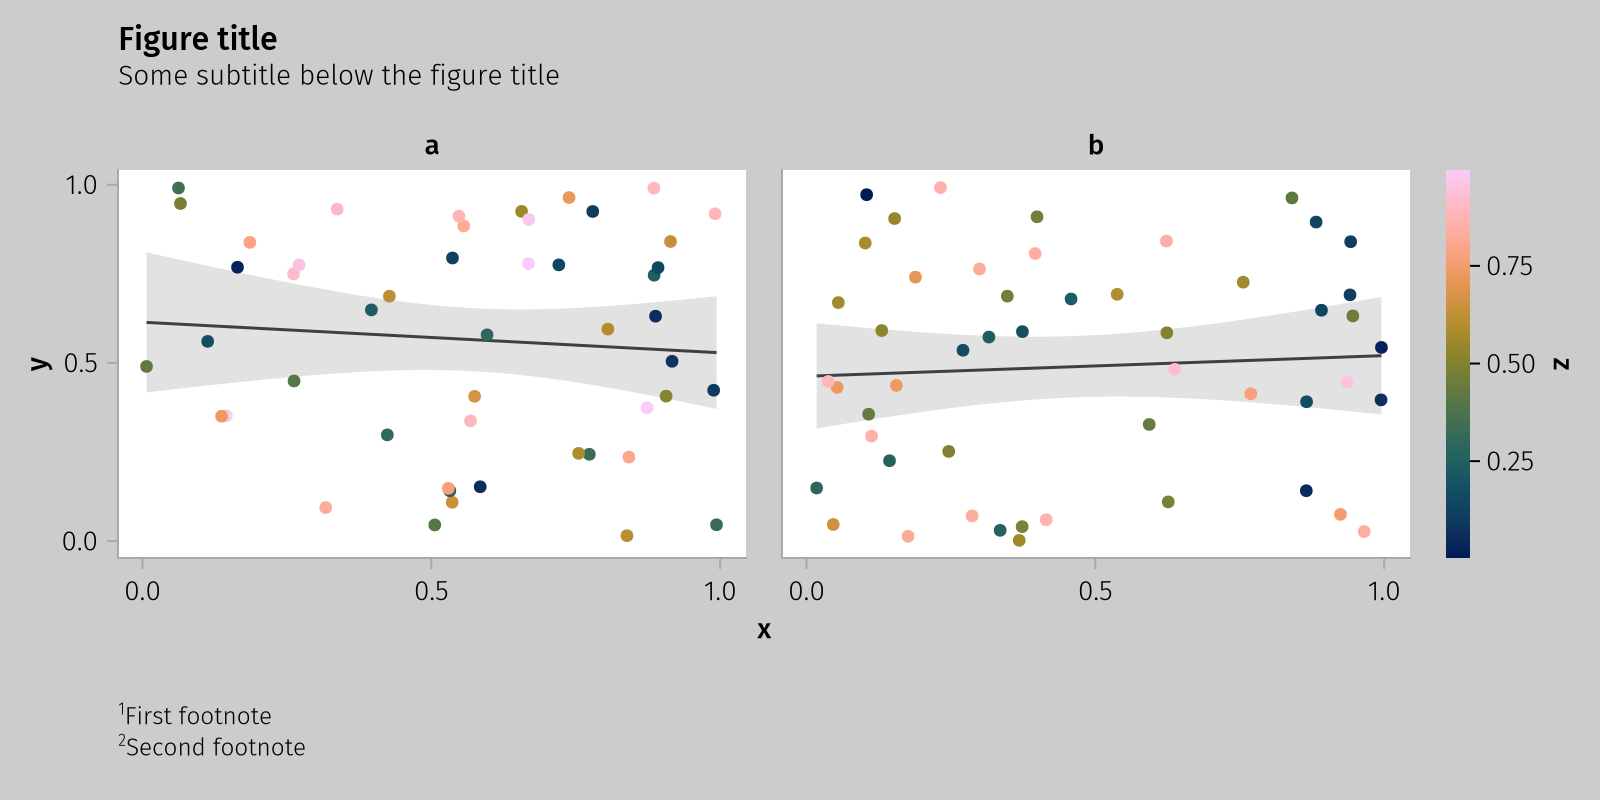 Figure title
Some subtitle below the figure title
a
b
y
1.0
0.5
0.0
0.0 0.5 1.0
0.0 0.5 1.0
x
0.75
0.50
0.25
z
¹First footnote
²Second footnote